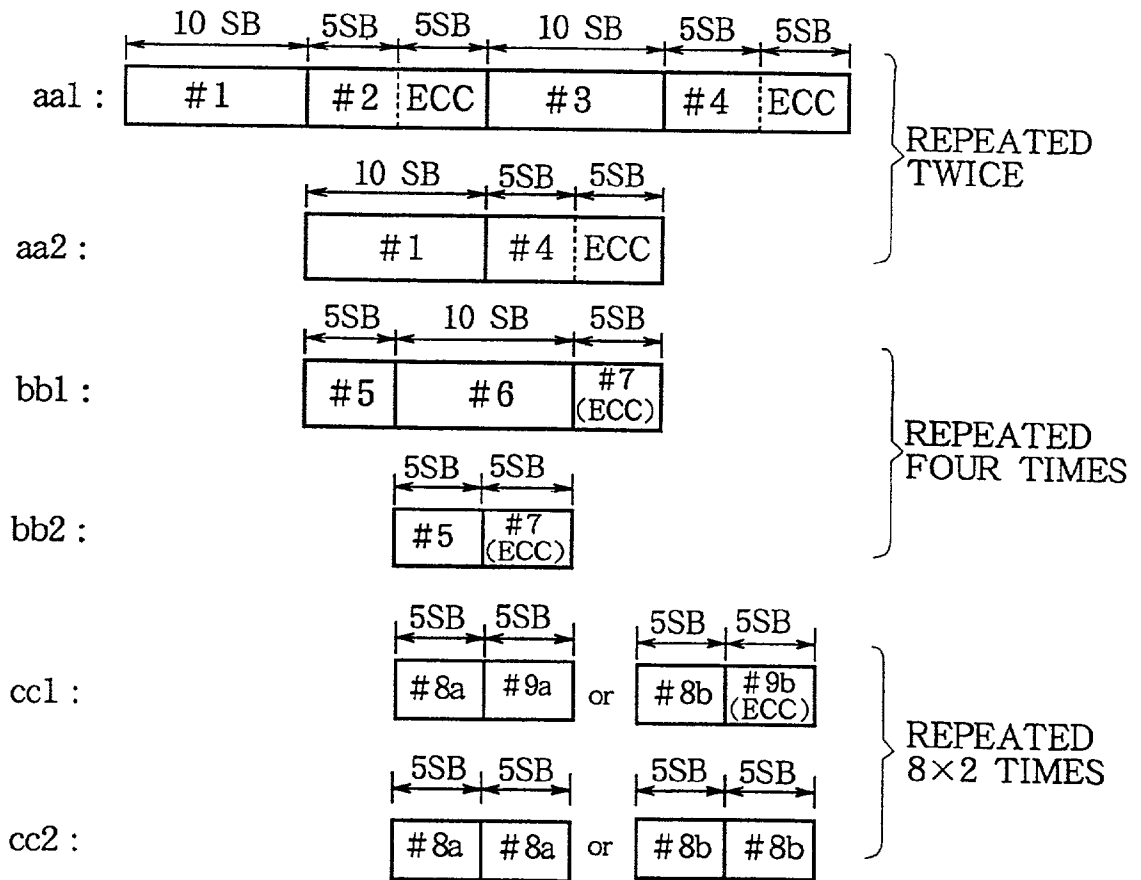 10 SB 5SB 5SB 10 SB 5SB 5SB
aa1 : #1 #2 ECC #3 #4 ECC
REPEATED
TWICE
10 SB 5SB 5SB
aa2 : #1 #4 ECC
5SB 10 SB 5SB
bb1 : #5 #6 #7
(ECC)
REPEATED
FOUR TIMES
5SB 5SB
bb2 : #5 #7
(ECC)
5SB 5SB 5SB 5SB
cc1 : #8a #9a or #8b #9b
(ECC)
REPEATED
8×2 TIMES
5SB 5SB 5SB 5SB
cc2 : #8a #8a or #8b #8b